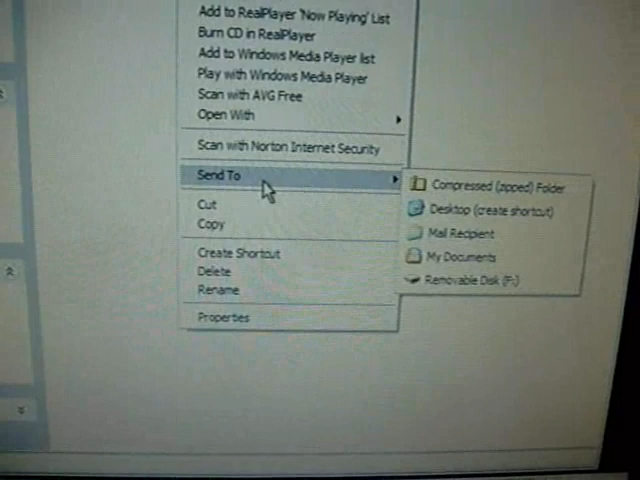 Add to RealPlayer 'Now Playing' List
Burn CD in RealPlayer
Add to Windows Media Player list
Play with Windows Media Player
Scan with AVG Free
Open With
Scan with Norton Internet Security
Send To
Compressed (zipped) Folder
Desktop (create shortcut)
Mail Recipient
My Documents
Removable Disk (F:)
Cut
Copy
Create Shortcut
Delete
Rename
Properties